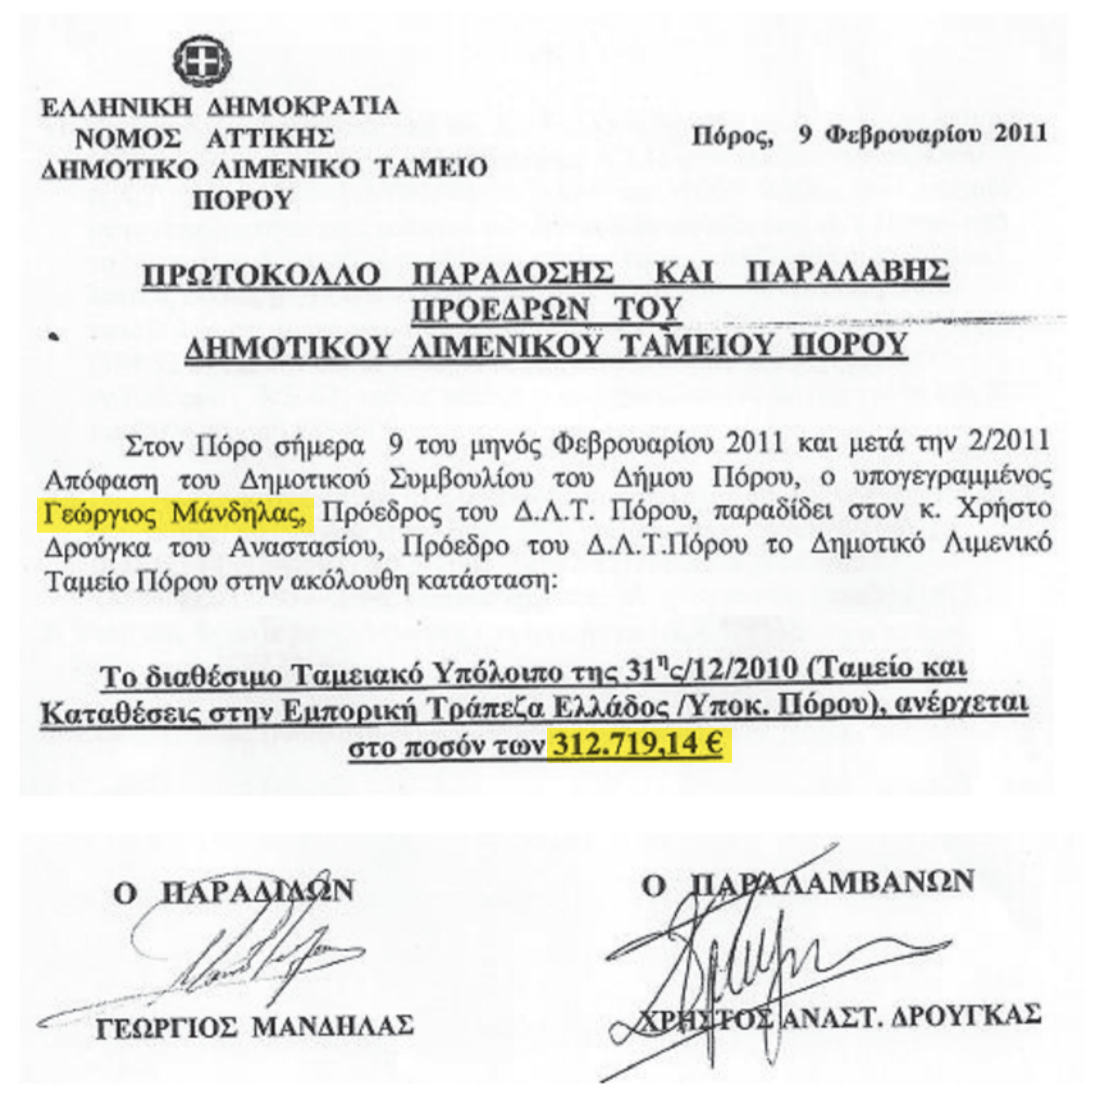 ΕΛΛΗΝΙΚΗ ΔΗΜΟΚΡΑΤΙΑ
ΝΟΜΟΣ ΑΤΤΙΚΗΣ
ΔΗΜΟΤΙΚΟ ΛΙΜΕΝΙΚΟ ΤΑΜΕΙΟ
ΠΟΡΟΥ
Πόρος, 9 Φεβρουαρίου 2011
ΠΡΩΤΟΚΟΛΛΟ ΠΑΡΑΔΟΣΗΣ ΚΑΙ ΠΑΡΑΛΑΒΗΣ
ΠΡΟΕΔΡΩΝ ΤΟΥ
ΔΗΜΟΤΙΚΟΥ ΛΙΜΕΝΙΚΟΥ ΤΑΜΕΙΟΥ ΠΟΡΟΥ
Στον Πόρο σήμερα 9 του μηνός Φεβρουαρίου 2011 και μετά την 2/2011
Απόφαση του Δημοτικού Συμβουλίου του Δήμου Πόρου, ο υπογεγραμμένος
Γεώργιος Μάνδηλας, Πρόεδρος του Δ.Λ.Τ. Πόρου, παραδίδει στον κ. Χρήστο
Δρούγκα του Αναστασίου, Πρόεδρο του Δ.Λ.Τ.Πόρου το Δημοτικό Λιμενικό
Ταμείο Πόρου στην ακόλουθη κατάσταση:
Το διαθέσιμο Ταμειακό Υπόλοιπο της 31ης/12/2010 (Ταμείο και
Καταθέσεις στην Εμπορική Τράπεζα Ελλάδος /Υποκ. Πόρου), ανέρχεται
στο ποσόν των 312.719,14 €
Ο ΠΑΡΑΔΙΔΩΝ
Ο ΠΑΡΑΛΑΜΒΑΝΩΝ
ΓΕΩΡΓΙΟΣ ΜΑΝΔΗΛΑΣ
ΧΡΗΣΤΟΣ ΑΝΑΣΤ. ΔΡΟΥΓΚΑΣ